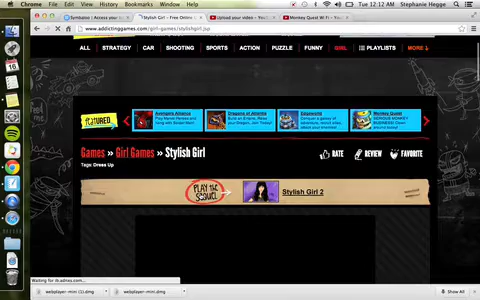 Chrome File Edit View History Bookmarks Window Help
Tue 12:12 AM Stephanie Hegge
Stylish Girl – Free Online
Upload your video - You
Monkey Quest Wi-Fi - You
www.addictinggames.com/girl-games/stylishgirl.jsp
ALL STRATEGY CAR SHOOTING SPORTS ACTION PUZZLE FUNNY GIRL PLAYLISTS MORE
featured
Avengers Alliance
Dragons of Atlantis
Monkey Quest
Games » Girl Games » Stylish Girl
RATE REVIEW FAVORITE
Tags: Dress Up
PLAY THE SEQUEL
Stylish Girl 2
Waiting for ib.adnxs.com...
webplayer-mini (1).dmg
webplayer-mini.dmg
Show All